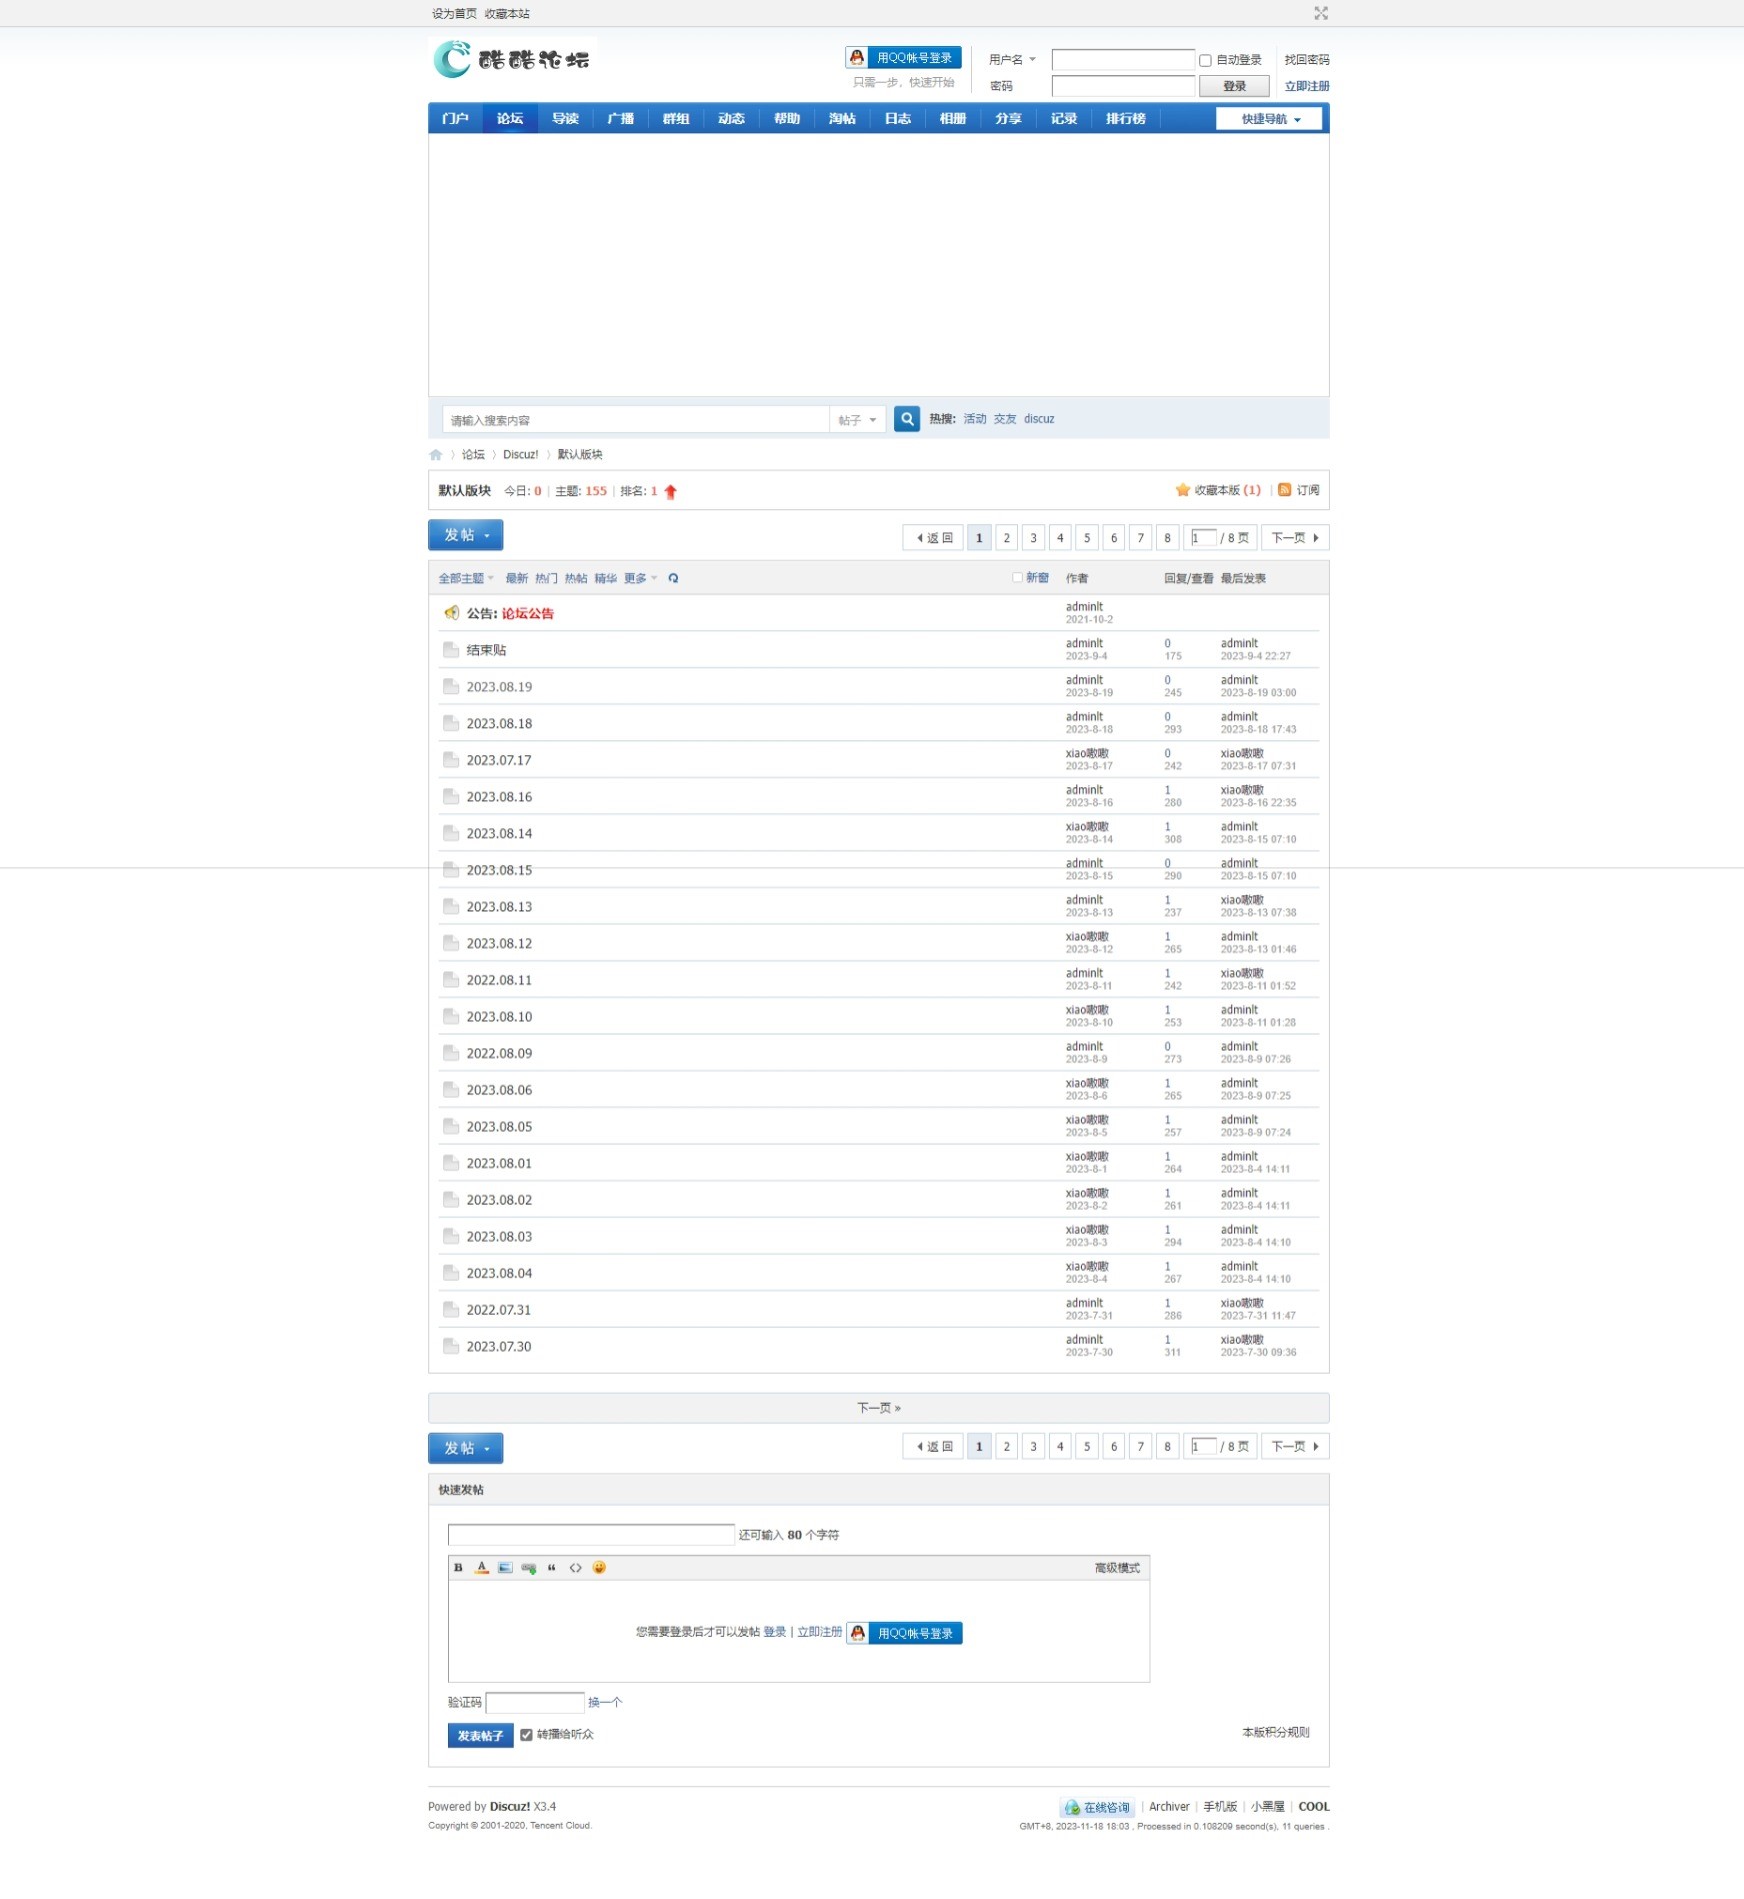 设为首页 收藏本站
酷酷论坛
用QQ帐号登录
只需一步，快速开始
用户名 自动登录 找回密码
密码 登录 立即注册
门户 论坛 导读 广播 群组 动态 帮助 淘帖 日志 相册 分享 记录 排行榜 快捷导航
请输入搜索内容 帖子 热搜: 活动 交友 discuz
论坛 〉 Discuz! 〉 默认版块
默认版块 今日: 0 | 主题: 155 | 排名: 1 收藏本版 (1) | 订阅
发帖 返回 1 2 3 4 5 6 7 8 1 / 8 页 下一页
全部主题 最新 热门 热帖 精华 更多 新窗 作者 回复/查看 最后发表
公告: 论坛公告 adminlt
2021-10-2
结束贴 adminlt 0 adminlt
2023-9-4 175 2023-9-4 22:27
2023.08.19 adminlt 0 adminlt
2023-8-19 245 2023-8-19 03:00
2023.08.18 adminlt 0 adminlt
2023-8-18 293 2023-8-18 17:43
2023.07.17 xiao嗷嗷 0 xiao嗷嗷
2023-8-17 242 2023-8-17 07:31
2023.08.16 adminlt 1 xiao嗷嗷
2023-8-16 280 2023-8-16 22:35
2023.08.14 xiao嗷嗷 1 adminlt
2023-8-14 308 2023-8-15 07:10
2023.08.15 adminlt 0 adminlt
2023-8-15 290 2023-8-15 07:10
2023.08.13 adminlt 1 xiao嗷嗷
2023-8-13 237 2023-8-13 07:38
2023.08.12 xiao嗷嗷 1 adminlt
2023-8-12 265 2023-8-13 01:46
2022.08.11 adminlt 1 xiao嗷嗷
2023-8-11 242 2023-8-11 01:52
2023.08.10 xiao嗷嗷 1 adminlt
2023-8-10 253 2023-8-11 01:28
2022.08.09 adminlt 0 adminlt
2023-8-9 273 2023-8-9 07:26
2023.08.06 xiao嗷嗷 1 adminlt
2023-8-6 265 2023-8-9 07:25
2023.08.05 xiao嗷嗷 1 adminlt
2023-8-5 257 2023-8-9 07:24
2023.08.01 xiao嗷嗷 1 adminlt
2023-8-1 264 2023-8-4 14:11
2023.08.02 xiao嗷嗷 1 adminlt
2023-8-2 261 2023-8-4 14:11
2023.08.03 xiao嗷嗷 1 adminlt
2023-8-3 294 2023-8-4 14:10
2023.08.04 xiao嗷嗷 1 adminlt
2023-8-4 267 2023-8-4 14:10
2022.07.31 adminlt 1 xiao嗷嗷
2023-7-31 286 2023-7-31 11:47
2023.07.30 adminlt 1 xiao嗷嗷
2023-7-30 311 2023-7-30 09:36
下一页 »
发帖 返回 1 2 3 4 5 6 7 8 1 / 8 页 下一页
快速发帖
还可输入 80 个字符
B A “ <> 高级模式
您需要登录后才可以发帖 登录 | 立即注册 用QQ帐号登录
验证码 换一个
发表帖子 转播给听众 本版积分规则
Powered by Discuz! X3.4 在线咨询 | Archiver | 手机版 | 小黑屋 | COOL
Copyright © 2001-2020, Tencent Cloud. GMT+8, 2023-11-18 18:03 , Processed in 0.108209 second(s), 11 queries .